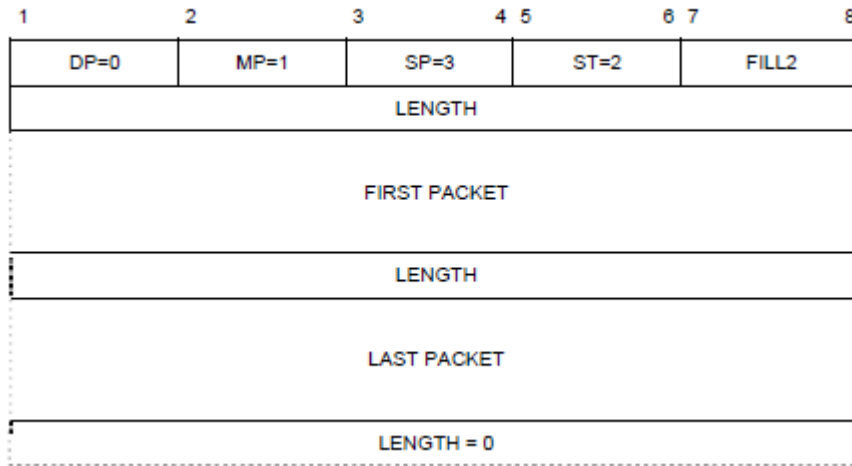 1 2 3 4 5 6 7 8
DP=0 MP=1 SP=3 ST=2 FILL2
LENGTH
FIRST PACKET
LENGTH
LAST PACKET
LENGTH = 0